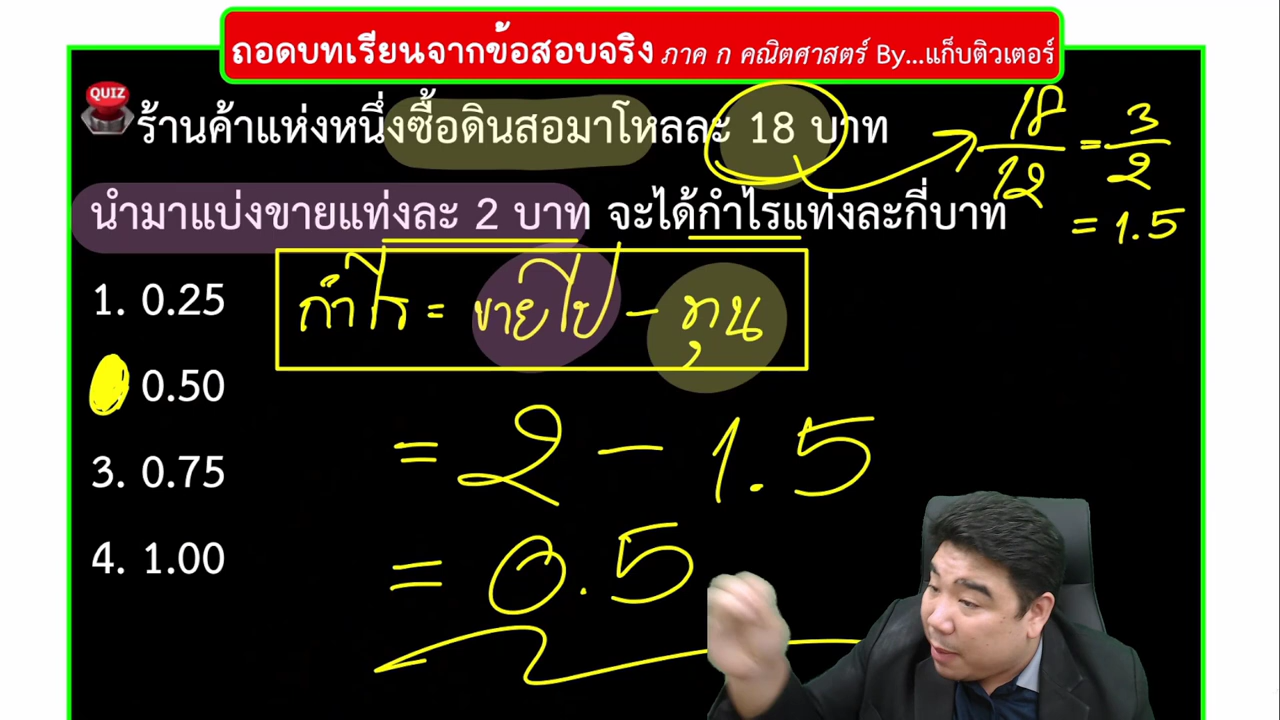 ถอดบทเรียนจากข้อสอบจริง ภาค ก คณิตศาสตร์ By...แก็บติวเตอร์
QUIZ
ร้านค้าแห่งหนึ่งซื้อดินสอมาโหลละ 18 บาท
นำมาแบ่งขายแท่งละ 2 บาท จะได้กำไรแท่งละกี่บาท
18/12 = 3/2
= 1.5
กำไร = ขายไป - ทุน
1. 0.25
0.50
3. 0.75
4. 1.00
= 2 - 1.5
= 0.5